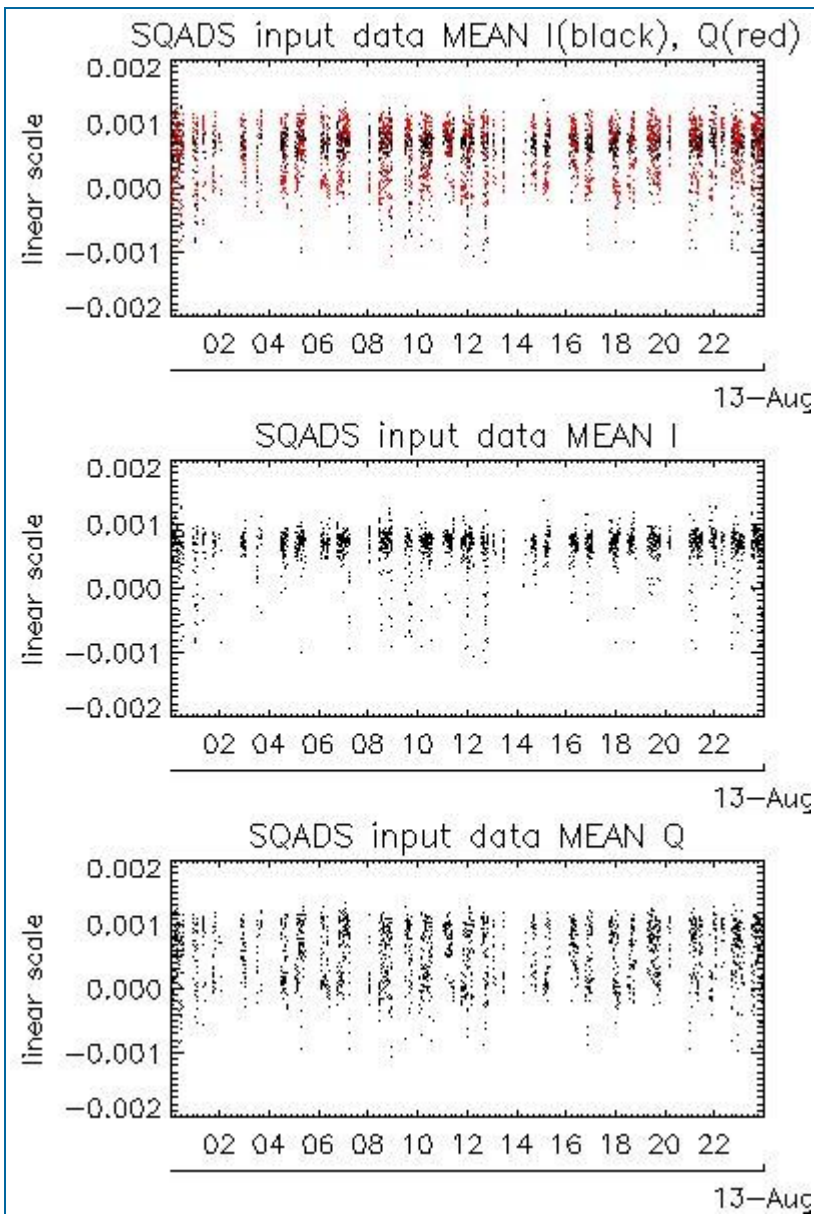 SQADS input data MEAN I(black), Q(red)
0.002
0.001
0.000
-0.001
-0.002
linear scale
02 04 06 08 10 12 14 16 18 20 22
13-Aug
SQADS input data MEAN I
0.002
0.001
0.000
-0.001
-0.002
linear scale
02 04 06 08 10 12 14 16 18 20 22
13-Aug
SQADS input data MEAN Q
0.002
0.001
0.000
-0.001
-0.002
linear scale
02 04 06 08 10 12 14 16 18 20 22
13-Aug